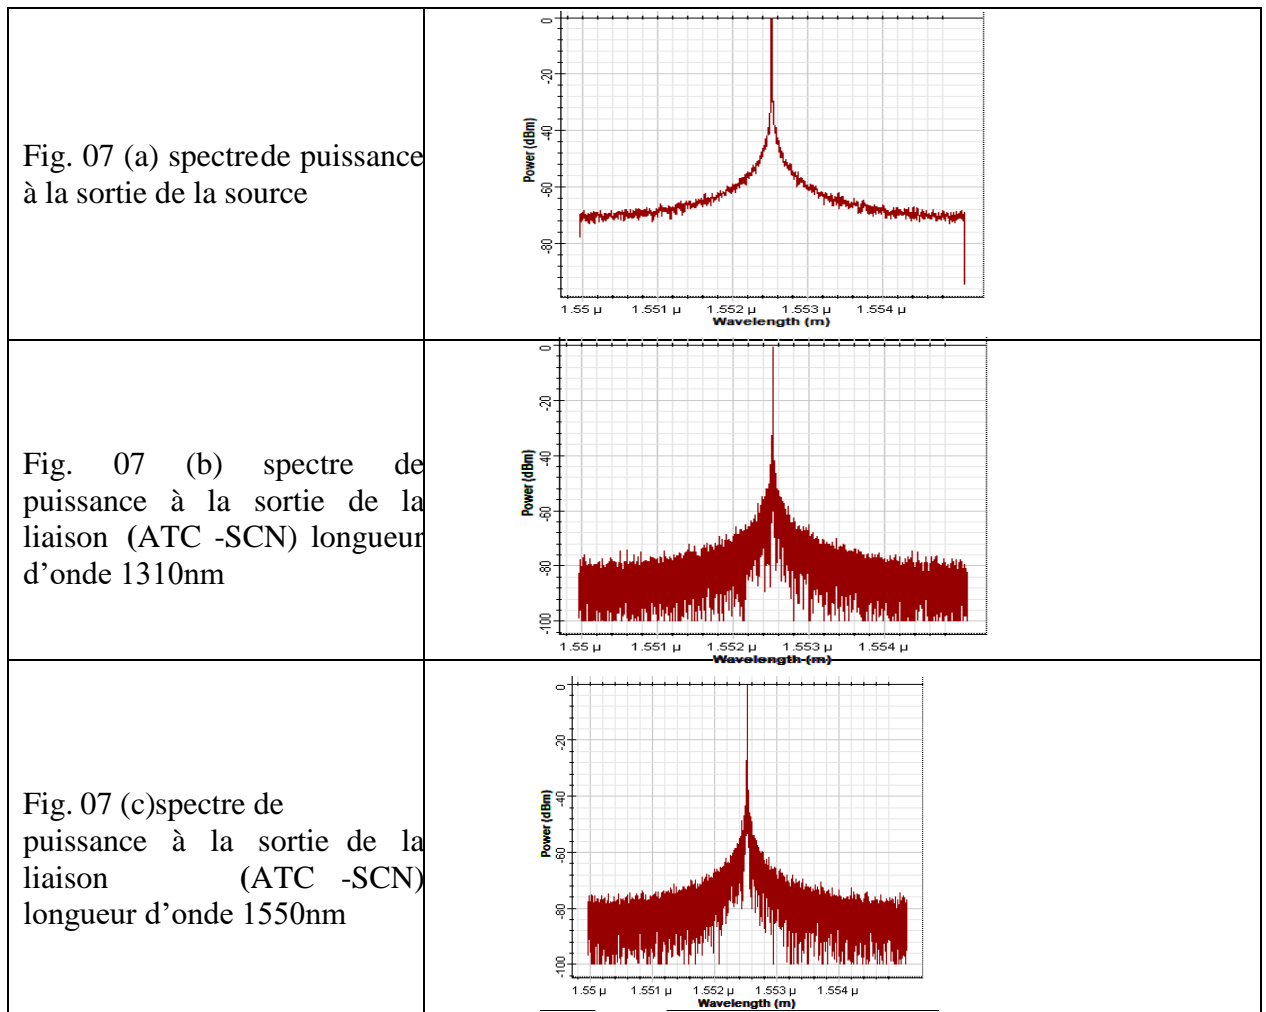 Fig. 07 (a) spectrede puissance
à la sortie de la source
0
-20
-40
-60
-80
Power (dBm)
1.55 µ 1.551 µ 1.552 µ 1.553 µ 1.554 µ
Wavelength (m)
Fig. 07 (b) spectre de
puissance à la sortie de la
liaison (ATC -SCN) longueur
d'onde 1310nm
0
-20
-40
-60
-80
-100
Power (dBm)
1.55 µ 1.551 µ 1.552 µ 1.553 µ 1.554 µ
Wavelength (m)
Fig. 07 (c)spectre de
puissance à la sortie de la
liaison (ATC -SCN)
longueur d'onde 1550nm
0
-20
-40
-60
-80
-100
Power (dBm)
1.55 µ 1.551 µ 1.552 µ 1.553 µ 1.554 µ
Wavelength (m)